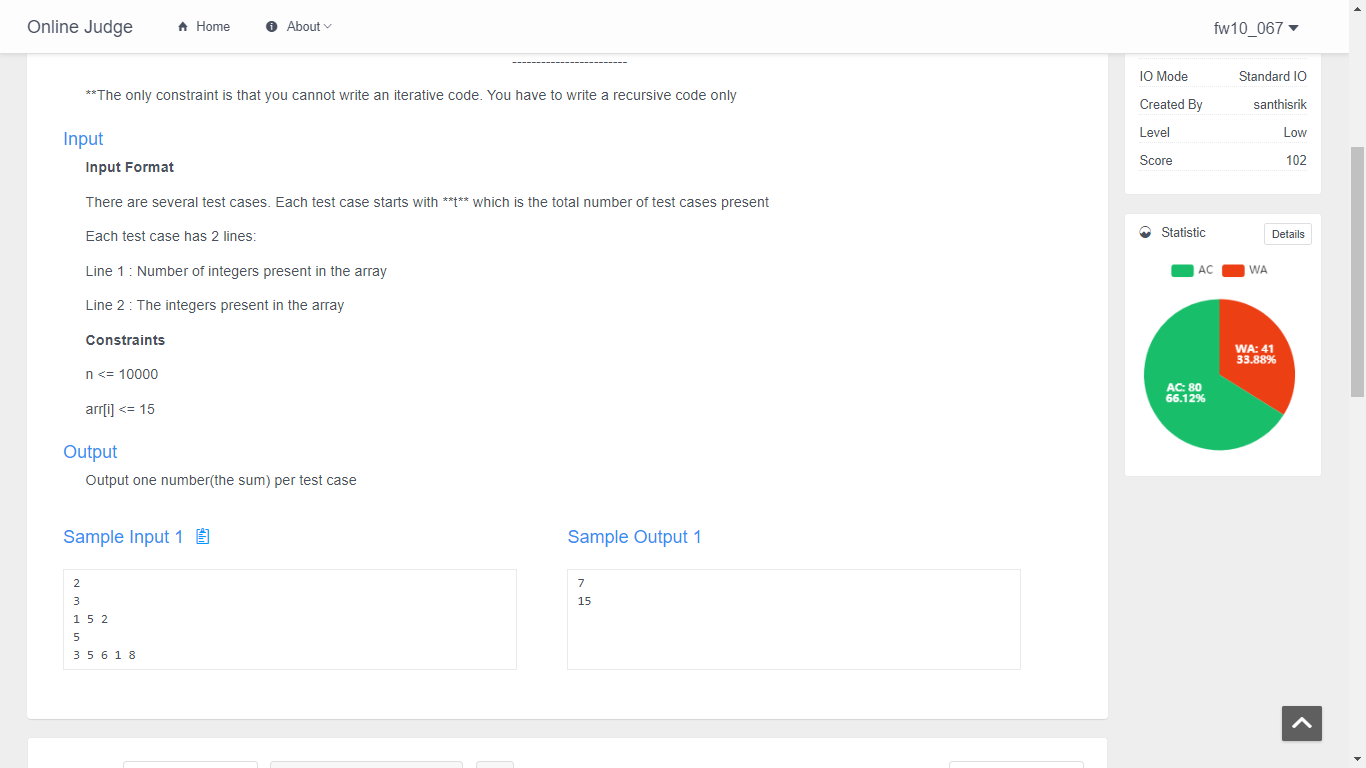 Online Judge
Home
About
fw10_067
------------------------
**The only constraint is that you cannot write an iterative code. You have to write a recursive code only
Input
Input Format
There are several test cases. Each test case starts with **t** which is the total number of test cases present
Each test case has 2 lines:
Line 1 : Number of integers present in the array
Line 2 : The integers present in the array
Constraints
n <= 10000
arr[i] <= 15
Output
Output one number(the sum) per test case
Sample Input 1
2
3
1 5 2
5
3 5 6 1 8
Sample Output 1
7
15
IO Mode Standard IO
Created By santhisrik
Level Low
Score 102
Statistic
Details
AC WA
WA: 41
33.88%
AC: 80
66.12%